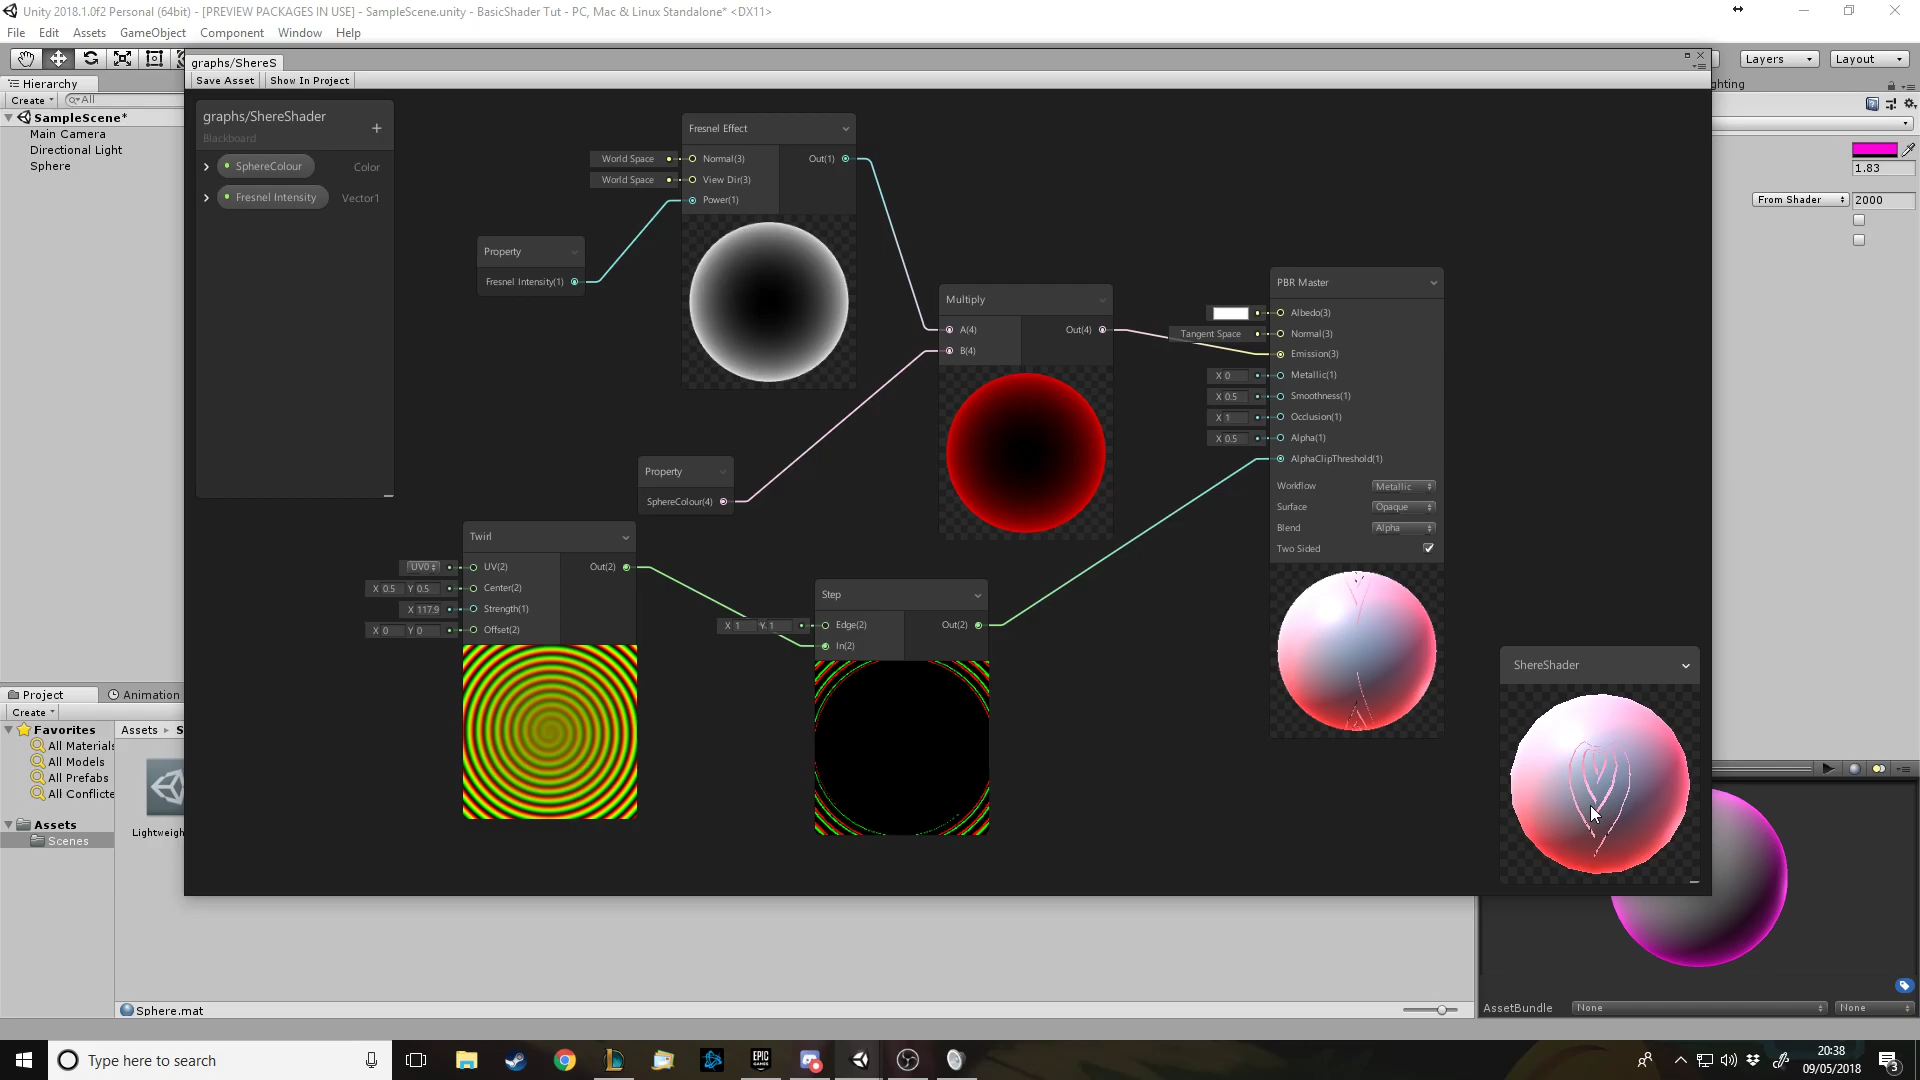 Unity 2018.1.0f2 Personal (64bit) - [PREVIEW PACKAGES IN USE] - SampleScene.unity - BasicShader Tut - PC, Mac & Linux Standalone* <DX11>
File Edit Assets GameObject Component Window Help
graphs/ShereS
Layers Layout
Save Asset Show In Project
Hierarchy
ghting
Create All
SampleScene*
Main Camera
Directional Light
Sphere
graphs/ShereShader
Blackboard
SphereColour Color
Fresnel Intensity Vector1
Fresnel Effect
World Space Normal(3) Out(1)
World Space View Dir(3)
Power(1)
Property
Fresnel Intensity(1)
Multiply
A(4) Out(4)
B(4)
PBR Master
Albedo(3)
Tangent Space Normal(3)
Emission(3)
X 0 Metallic(1)
X 0.5 Smoothness(1)
X 1 Occlusion(1)
X 0.5 Alpha(1)
AlphaClipThreshold(1)
Workflow Metallic
Surface Opaque
Blend Alpha
Two Sided
1.83
From Shader 2000
Property
SphereColour(4)
Twirl
UV0 UV(2) Out(2)
X 0.5 Y 0.5 Center(2)
X 117.9 Strength(1)
X 0 Y 0 Offset(2)
Step
X 1 Y 1 Edge(2) Out(2)
In(2)
ShereShader
Project Animation
Create
Favorites
All Materials
All Models
All Prefabs
All Conflicte
Assets
Scenes
Assets S
Lightweigh
Sphere.mat
AssetBundle None None
Type here to search
EPIC
GAMES
20:38
09/05/2018
3